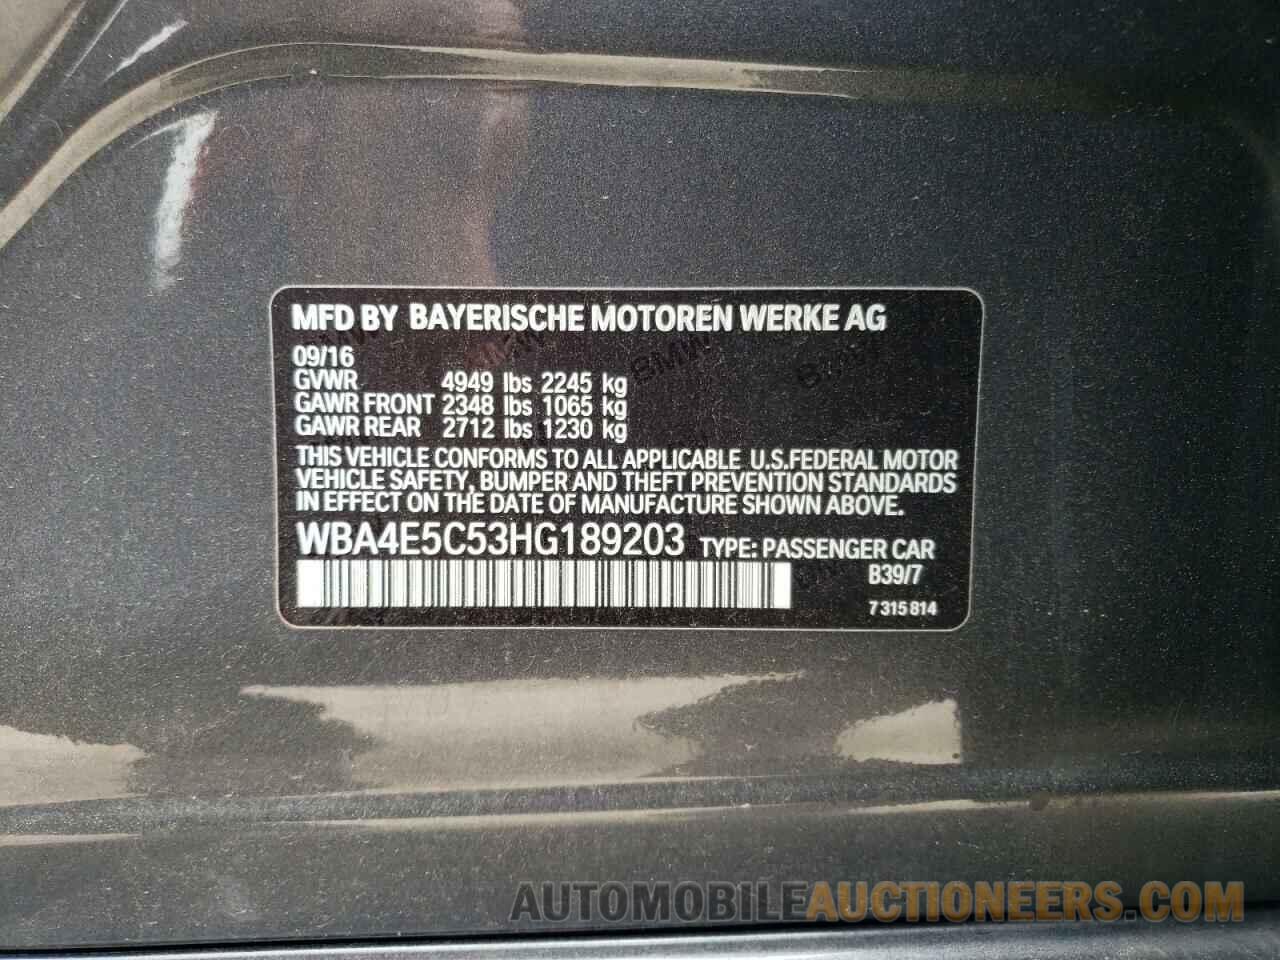 MFD BY BAYERISCHE MOTOREN WERKE AG
09/16
GVWR 4949 lbs 2245 kg
GAWR FRONT 2348 lbs 1065 kg
GAWR REAR 2712 lbs 1230 kg
THIS VEHICLE CONFORMS TO ALL APPLICABLE U.S.FEDERAL MOTOR
VEHICLE SAFETY, BUMPER AND THEFT PREVENTION STANDARDS
IN EFFECT ON THE DATE OF MANUFACTURE SHOWN ABOVE.
WBA4E5C53HG189203 TYPE: PASSENGER CAR
B39/7
7 315 814
AUTOMOBILEAUCTIONEERS.COM